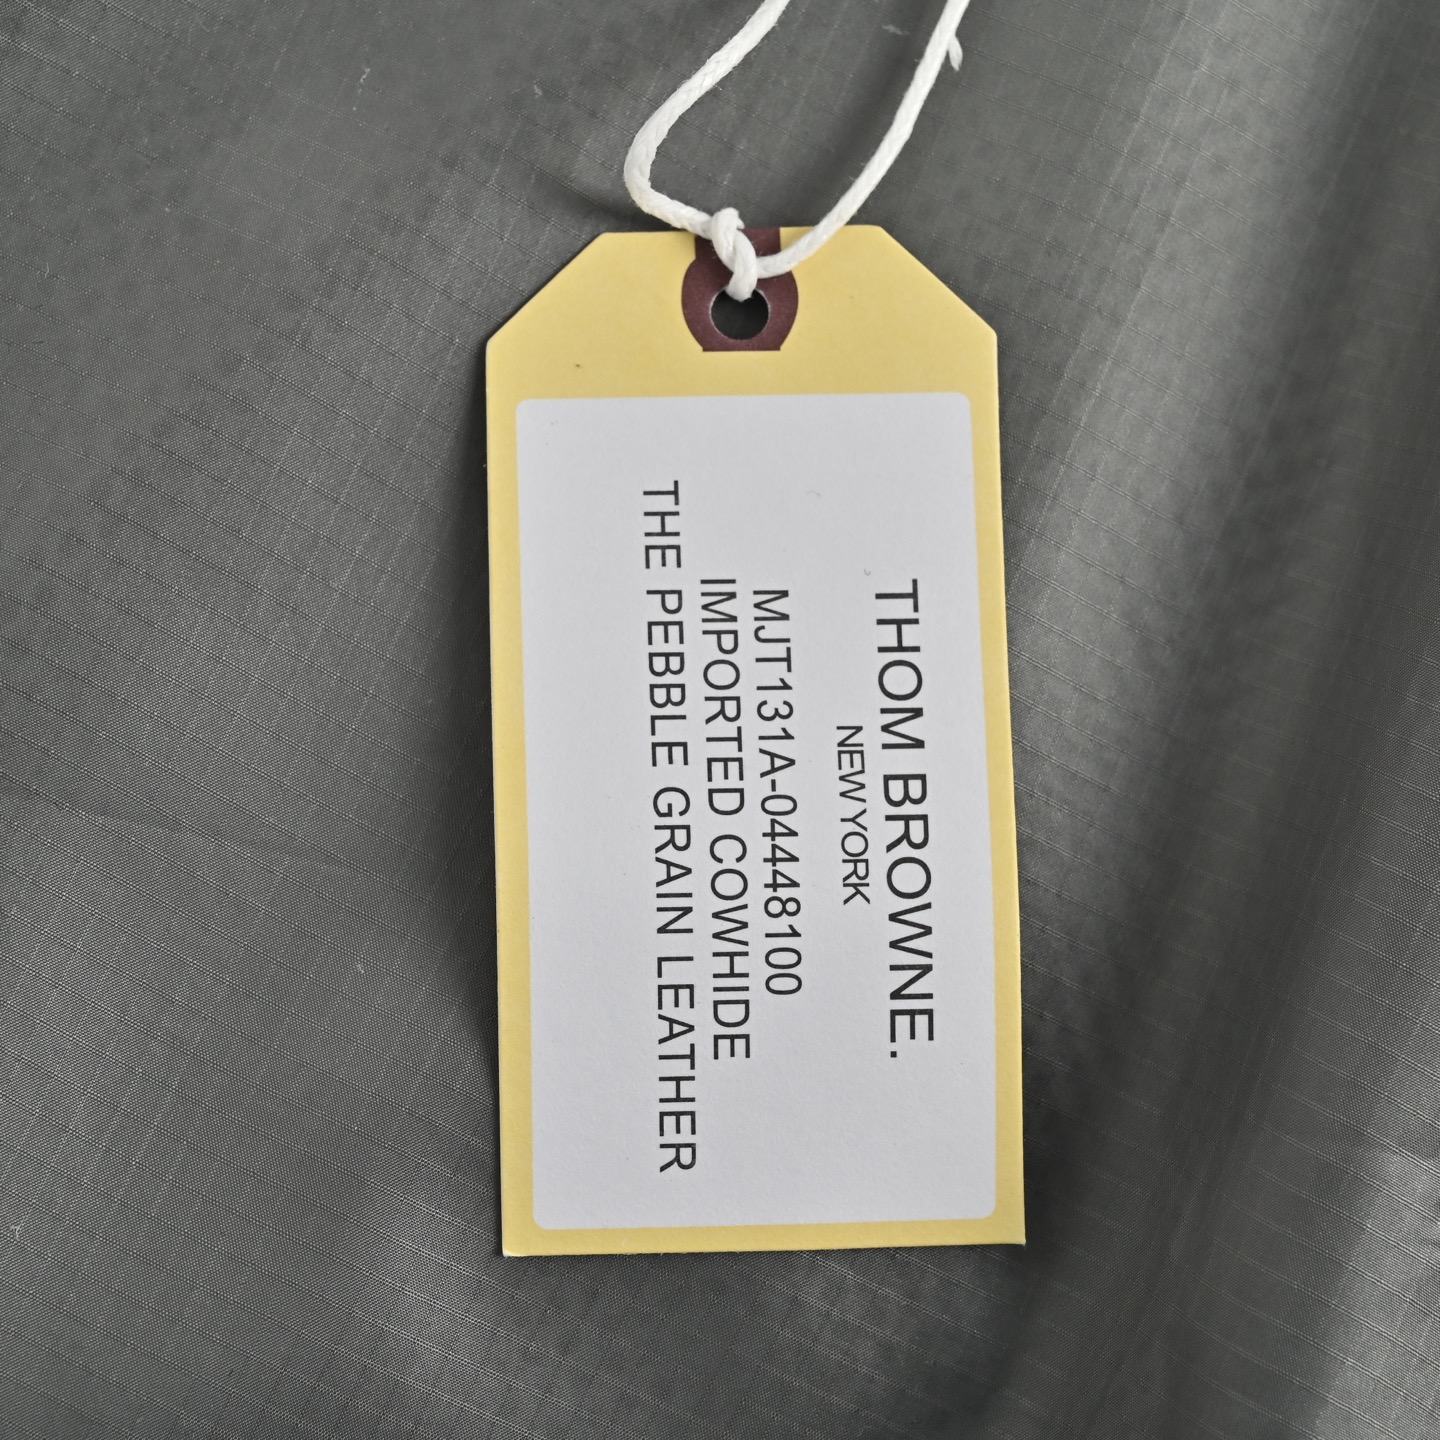 THOM BROWNE.
NEW YORK
MJT131A-04448100
IMPORTED COWHIDE
THE PEBBLE GRAIN LEATHER